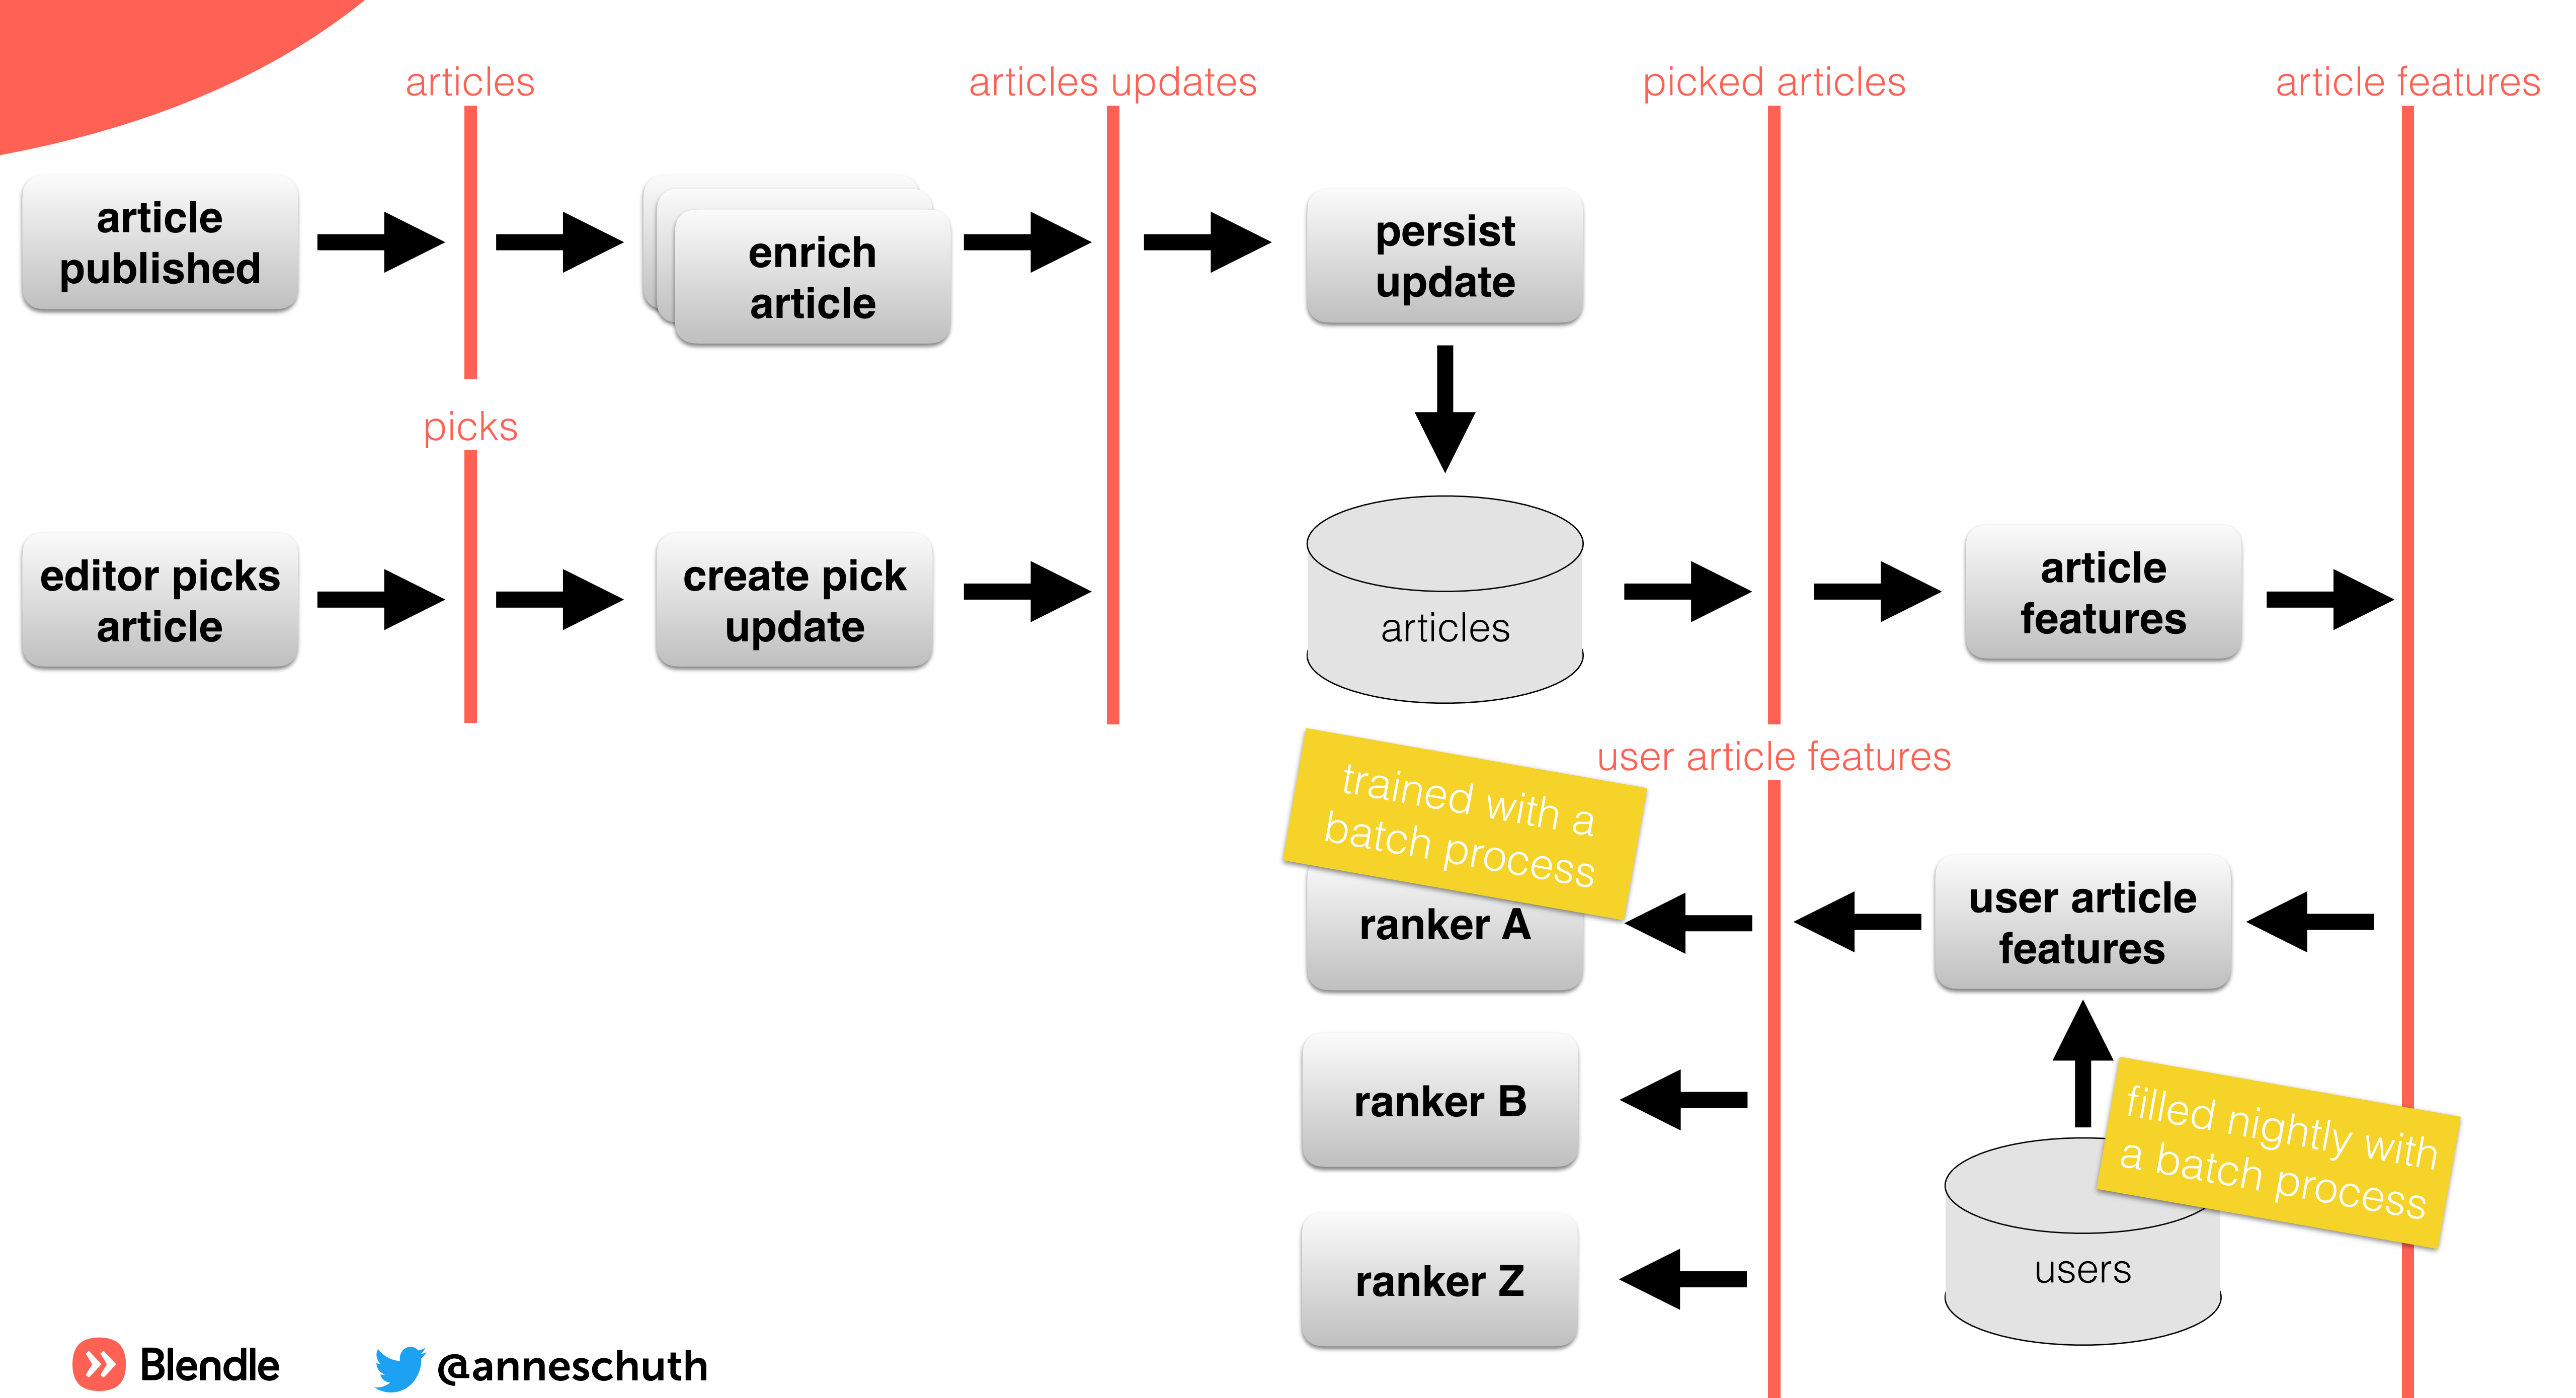 articles
articles updates
picked articles
article features
article
published
enrich
article
persist
update
picks
editor picks
article
create pick
update
articles
article
features
user article features
trained with a
batch process
ranker A
user article
features
ranker B
filled nightly with
a batch process
ranker Z
users
Blendle
@anneschuth